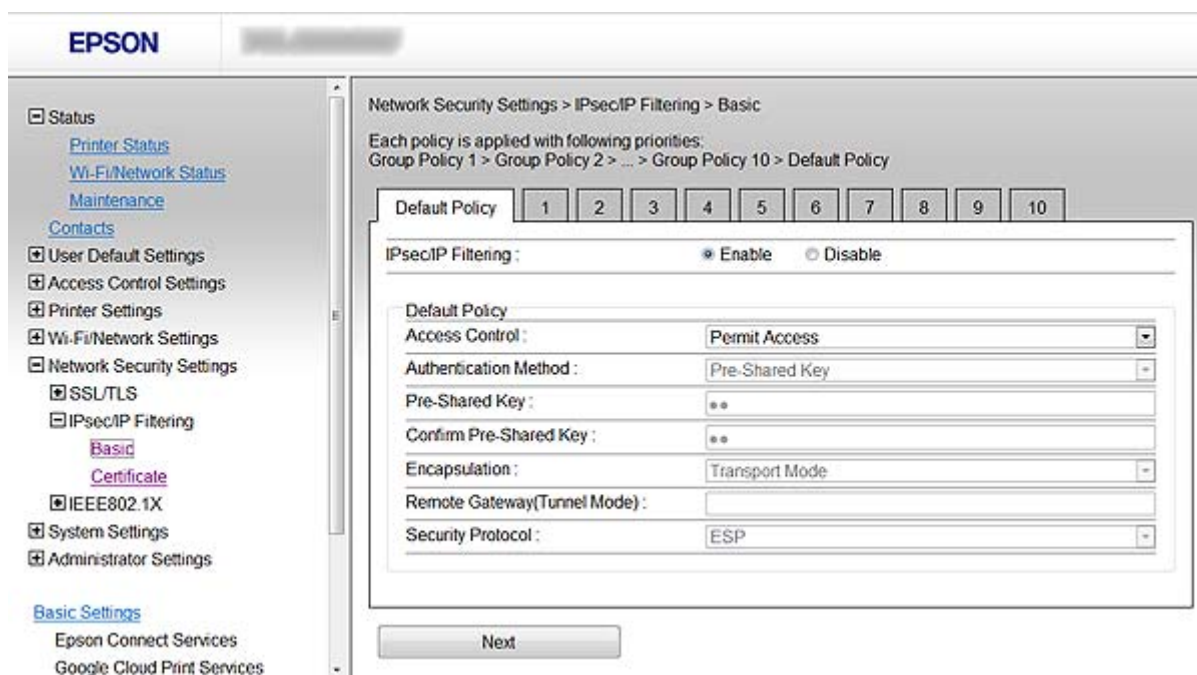 EPSON
Status
Printer Status
Wi-Fi/Network Status
Maintenance
Contacts
User Default Settings
Access Control Settings
Printer Settings
Wi-Fi/Network Settings
Network Security Settings
SSL/TLS
IPsec/IP Filtering
Basic
Certificate
IEEE802.1X
System Settings
Administrator Settings
Basic Settings
Epson Connect Services
Google Cloud Print Services
Network Security Settings > IPsec/IP Filtering > Basic
Each policy is applied with following priorities:
Group Policy 1 > Group Policy 2 > ... > Group Policy 10 > Default Policy
Default Policy 1 2 3 4 5 6 7 8 9 10
IPsec/IP Filtering : Enable Disable
Default Policy
Access Control : Permit Access
Authentication Method : Pre-Shared Key
Pre-Shared Key : ●●
Confirm Pre-Shared Key : ●●
Encapsulation : Transport Mode
Remote Gateway(Tunnel Mode) :
Security Protocol : ESP
Next